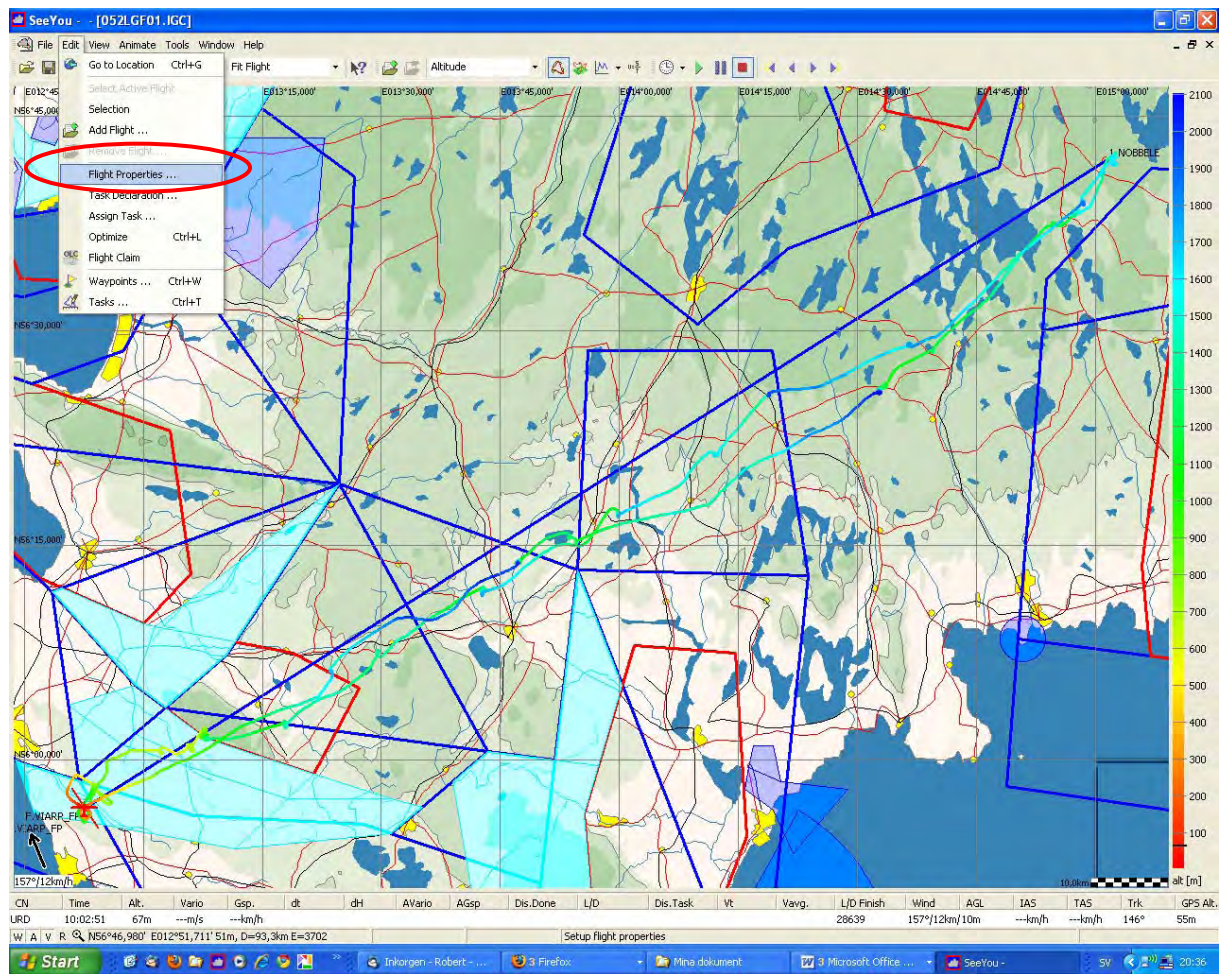 SeeYou - - [052LGF01.IGC]
File Edit View Animate Tools Window Help
Fit Flight Altitude
Go to Location Ctrl+G
Select Active Flight
Selection
Add Flight ...
Remove Flight ...
Flight Properties ...
Task Declaration ...
Assign Task ...
Optimize Ctrl+L
Flight Claim
Waypoints ... Ctrl+W
Tasks ... Ctrl+T
E013°15,000' E013°30,000' E013°45,000' E014°00,000' E014°15,000' E014°30,000' E014°45,000' E015°00,000'
N56°45,000'
N56°30,000'
N56°15,000'
N56°00,000'
1 NOBBELE
F.VIARP_FP
.VIARP_FP
157°/12km/h
10,0km
2100
2000
1900
1800
1700
1600
1500
1400
1300
1200
1100
1000
900
800
700
600
500
400
300
200
100
alt [m]
CN Time Alt. Vario Gsp. dt dH AVario AGsp Dis.Done L/D Dis.Task Vt Vavg. L/D Finish Wind AGL IAS TAS Trk GPS Alt.
URD 10:02:51 67m ---m/s ---km/h 28639 157°/12km/h 10m ---km/h ---km/h 146° 55m
W A V R N56°46,980' E012°51,711' 51m, D=93,3km E=3702 Setup flight properties
Start Inkorgen - Robert - ... 3 Firefox Mina dokument 3 Microsoft Office ... SeeYou - SV 20:36